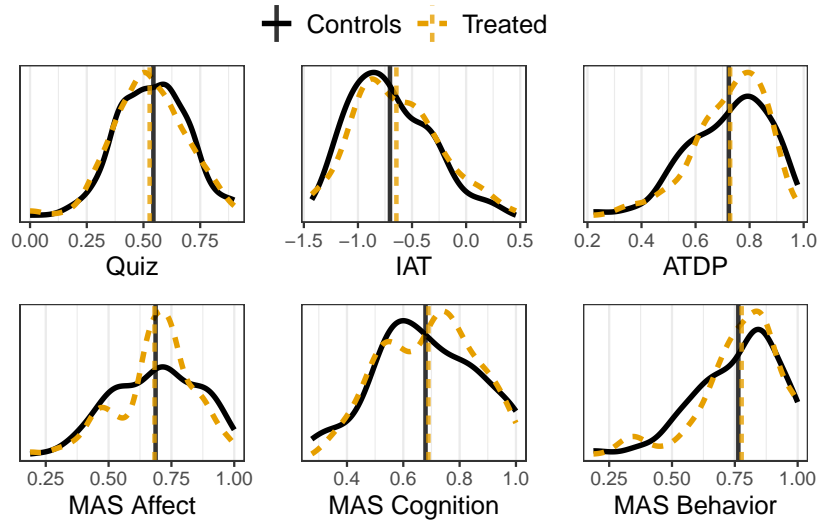 Controls Treated
0.00 0.25 0.50 0.75
Quiz
−1.5 −1.0 −0.5 0.0 0.5
IAT
0.2 0.4 0.6 0.8 1.0
ATDP
0.25 0.50 0.75 1.00
MAS Affect
0.4 0.6 0.8 1.0
MAS Cognition
0.25 0.50 0.75 1.00
MAS Behavior